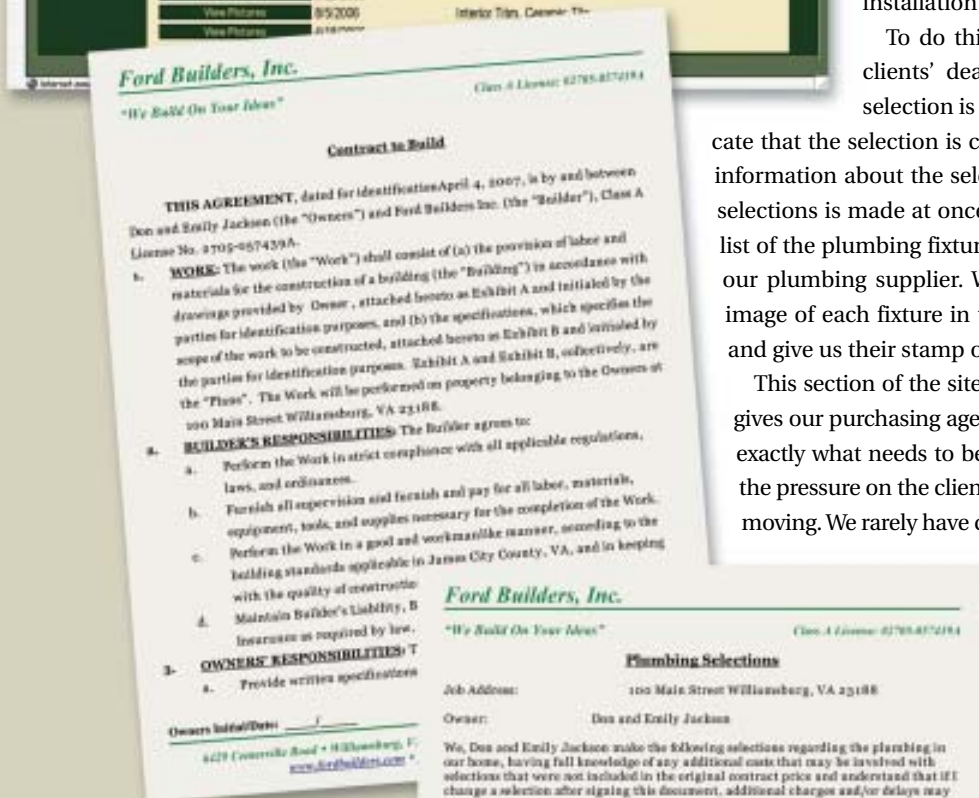 View Pictures 8/5/2006 Interior Trim, Ceramic Tile
View Pictures
installation
To do thi
clients’ dea
selection is
cate that the selection is c
information about the sele
selections is made at once
list of the plumbing fixtur
our plumbing supplier. W
image of each fixture in
and give us their stamp o
This section of the site
gives our purchasing age
exactly what needs to be
the pressure on the clien
moving. We rarely have c
Ford Builders, Inc.
"We Build On Your Ideas" Class A License:
Contract to Build
THIS AGREEMENT, dated for identificationApril 4, 2007, is by and between
Don and Emily Jackson (the "Owners") and Ford Builders Inc. (the "Builder"), Class A
License No. 2705-057439A.
1. WORK: The work (the "Work") shall consist of (a) the provision of labor and
materials for the construction of a building (the "Building") in accordance with
drawings provided by Owner , attached hereto as Exhibit A and initialed by the
parties for identification purposes, and (b) the specifications, which specifies the
scope of the work to be constructed, attached hereto as Exhibit B and initialed by
the parties for identification purposes. Exhibit A and Exhibit B, collectively, are
the "Plans". The Work will be performed on property belonging to the Owners at
100 Main Street Williamsburg, VA 23188.
2. BUILDER'S RESPONSIBILITIES: The Builder agrees to:
a. Perform the Work in strict compliance with all applicable regulations,
laws, and ordinances.
b. Furnish all supervision and furnish and pay for all labor, materials,
equipment, tools, and supplies necessary for the completion of the Work.
c. Perform the Work in a good and workmanlike manner, according to the
building standards applicable in James City County, VA, and in keeping
with the quality of constructio
d. Maintain Builder's Liability, B
Insurance as required by law.
3. OWNERS' RESPONSIBILITIES: T
a. Provide written specifications
Owners Initial/Date: ____/____
6429 Centerville Road • Williamsburg, V
www.fordbuilders.com •
Ford Builders, Inc.
"We Build On Your Ideas" Class A License:
Plumbing Selections
Job Address: 100 Main Street Williamsburg, VA 23188
Owner: Don and Emily Jackson
We, Don and Emily Jackson make the following selections regarding the plumbing in
our home, having full knowledge of any additional costs that may be involved with
selections that were not included in the original contract price and understand that if I
change a selection after signing this document, additional charges and/or delays may